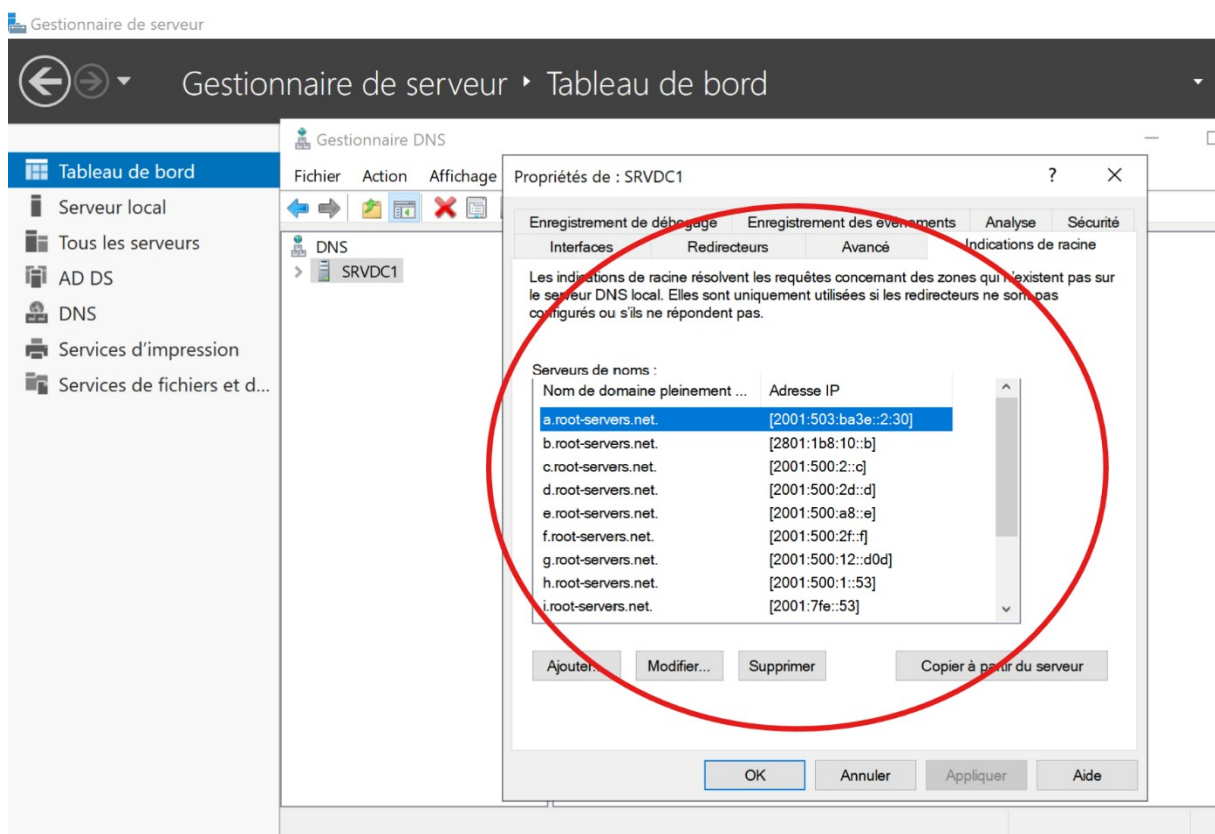 Gestionnaire de serveur
Gestionnaire de serveur ‣ Tableau de bord
Tableau de bord
Serveur local
Tous les serveurs
AD DS
DNS
Services d'impression
Services de fichiers et d...
Gestionnaire DNS
Fichier Action Affichage
DNS
SRVDC1
Propriétés de : SRVDC1
Enregistrement de débogage Enregistrement des événements Analyse Sécurité
Interfaces Redirecteurs Avancé Indications de racine
Les indications de racine résolvent les requêtes concernant des zones qui n'existent pas sur
le serveur DNS local. Elles sont uniquement utilisées si les redirecteurs ne sont pas
configurés ou s'ils ne répondent pas.
Serveurs de noms :
Nom de domaine pleinement ... Adresse IP
a.root-servers.net. [2001:503:ba3e::2:30]
b.root-servers.net. [2801:1b8:10::b]
c.root-servers.net. [2001:500:2::c]
d.root-servers.net. [2001:500:2d::d]
e.root-servers.net. [2001:500:a8::e]
f.root-servers.net. [2001:500:2f::f]
g.root-servers.net. [2001:500:12::d0d]
h.root-servers.net. [2001:500:1::53]
i.root-servers.net. [2001:7fe::53]
Ajouter... Modifier... Supprimer Copier à partir du serveur
OK Annuler Appliquer Aide